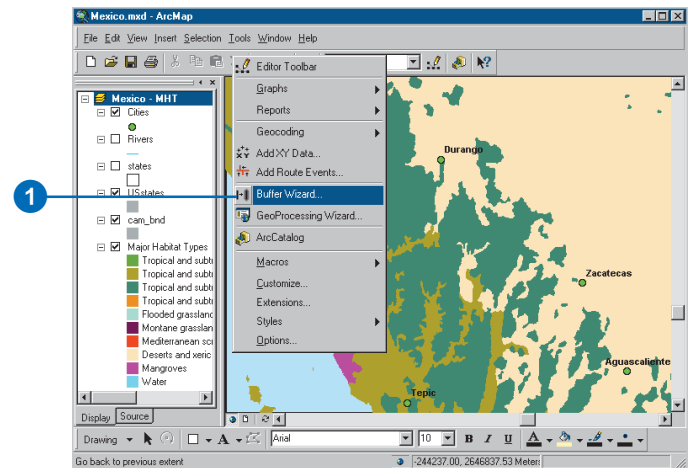 Mexico.mxd - ArcMap
File Edit View Insert Selection Tools Window Help
Editor Toolbar
Graphs
Reports
Geocoding
Add XY Data...
Add Route Events...
Buffer Wizard...
GeoProcessing Wizard...
ArcCatalog
Macros
Customize...
Extensions...
Styles
Options...
1
Mexico - MHT
Cities
Rivers
states
USstates
cam_bnd
Major Habitat Types
Tropical and subt
Tropical and subt
Tropical and subt
Tropical and subt
Flooded grasslanc
Montane grasslan
Mediterranean scr
Deserts and xeric
Mangroves
Water
Durango
Zacatecas
Aguascaliente
Tepic
Display Source
Drawing A Arial 10 B I U A
Go back to previous extent -244237.00, 2646837.53 Meters